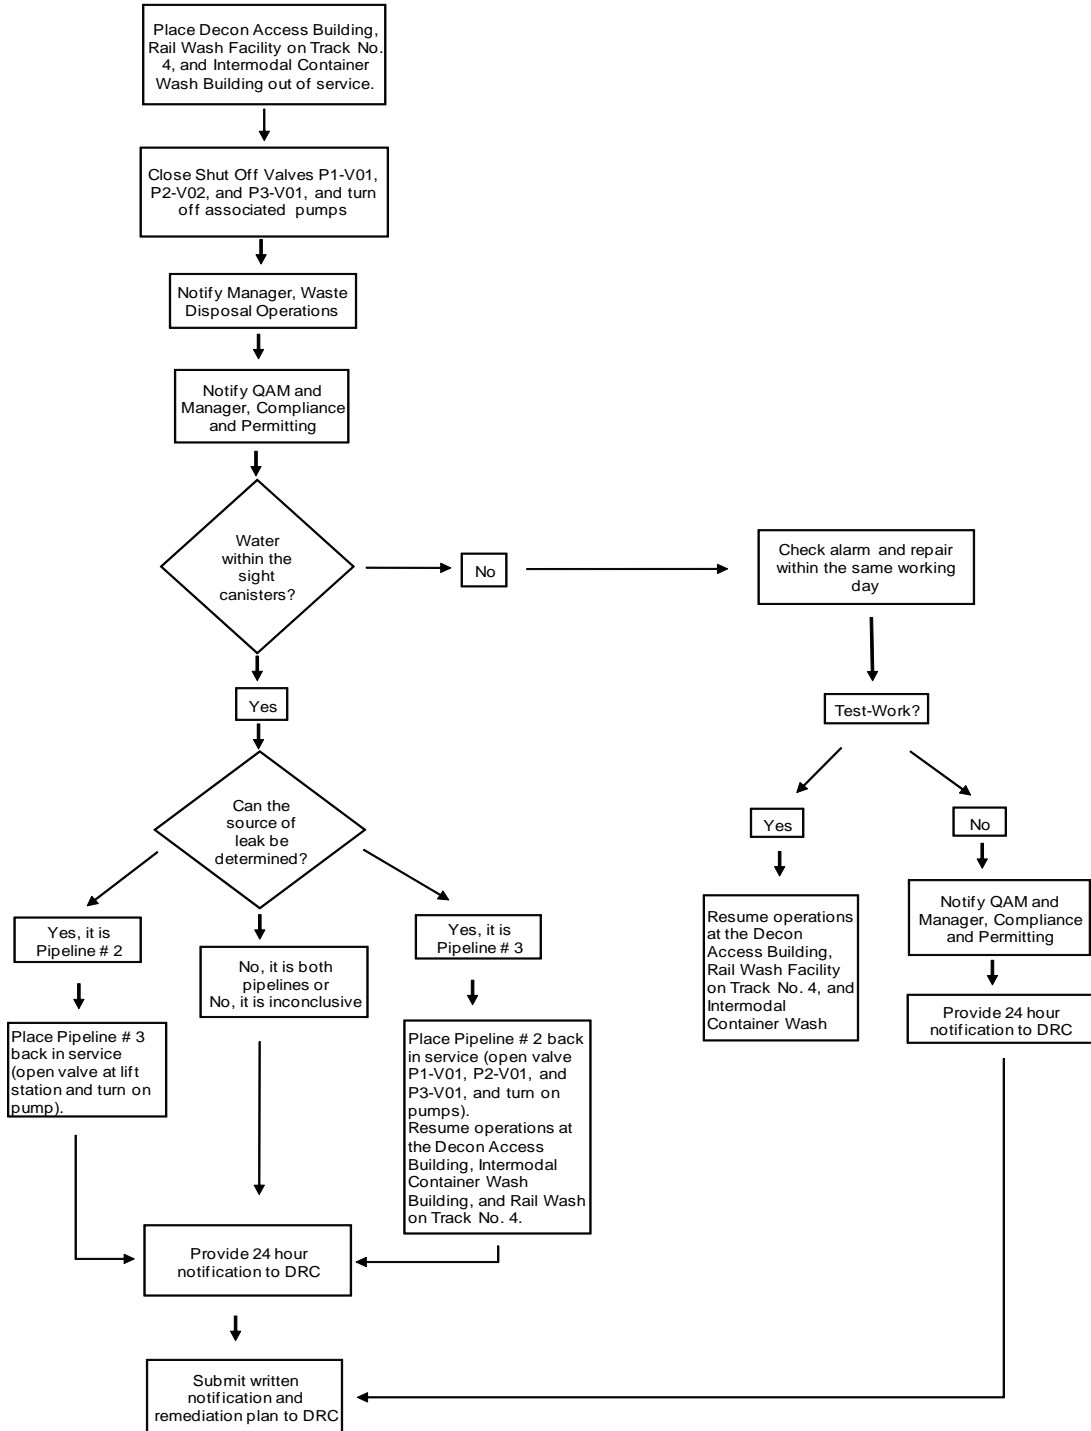 Place Decon Access Building,
Rail Wash Facility on Track No.
4, and Intermodal Container
Wash Building out of service.
Close Shut Off Valves P1-V01,
P2-V02, and P3-V01, and turn
off associated pumps
Notify Manager, Waste
Disposal Operations
Notify QAM and
Manager, Compliance
and Permitting
Water
within the
sight
canisters?
No
Check alarm and repair
within the same working
day
Yes
Test-Work?
Can the
source of
leak be
determined?
Yes
No
Yes, it is
Pipeline # 2
No, it is both
pipelines or
No, it is inconclusive
Yes, it is
Pipeline # 3
Resume operations
at the Decon
Access Building,
Rail Wash Facility
on Track No. 4, and
Intermodal
Container Wash
Notify QAM and
Manager, Compliance
and Permitting
Provide 24 hour
notification to DRC
Place Pipeline # 3
back in service
(open valve at lift
station and turn on
pump).
Place Pipeline # 2 back
in service (open valve
P1-V01, P2-V01, and
P3-V01, and turn on
pumps).
Resume operations at
the Decon Access
Building, Intermodal
Container Wash
Building, and Rail Wash
on Track No. 4.
Provide 24 hour
notification to DRC
Submit written
notification and
remediation plan to DRC